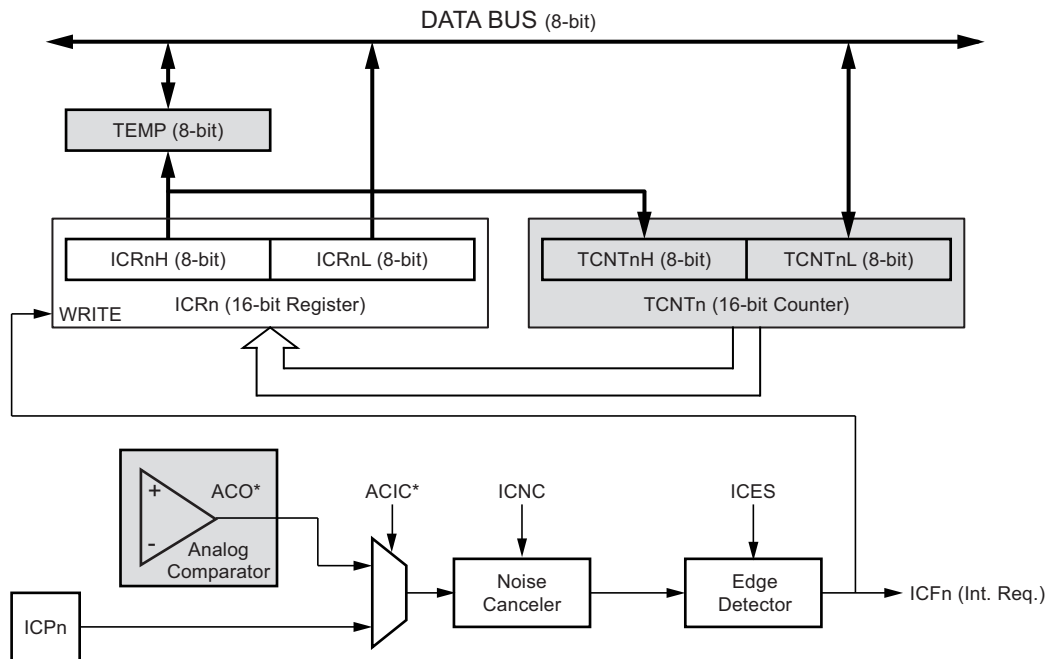 DATA BUS (8-bit)
TEMP (8-bit)
ICRnH (8-bit)
ICRnL (8-bit)
TCNTnH (8-bit)
TCNTnL (8-bit)
WRITE
ICRn (16-bit Register)
TCNTn (16-bit Counter)
+
-
ACO*
Analog
Comparator
ACIC*
ICNC
ICES
Noise
Canceler
Edge
Detector
ICFn (Int. Req.)
ICPn